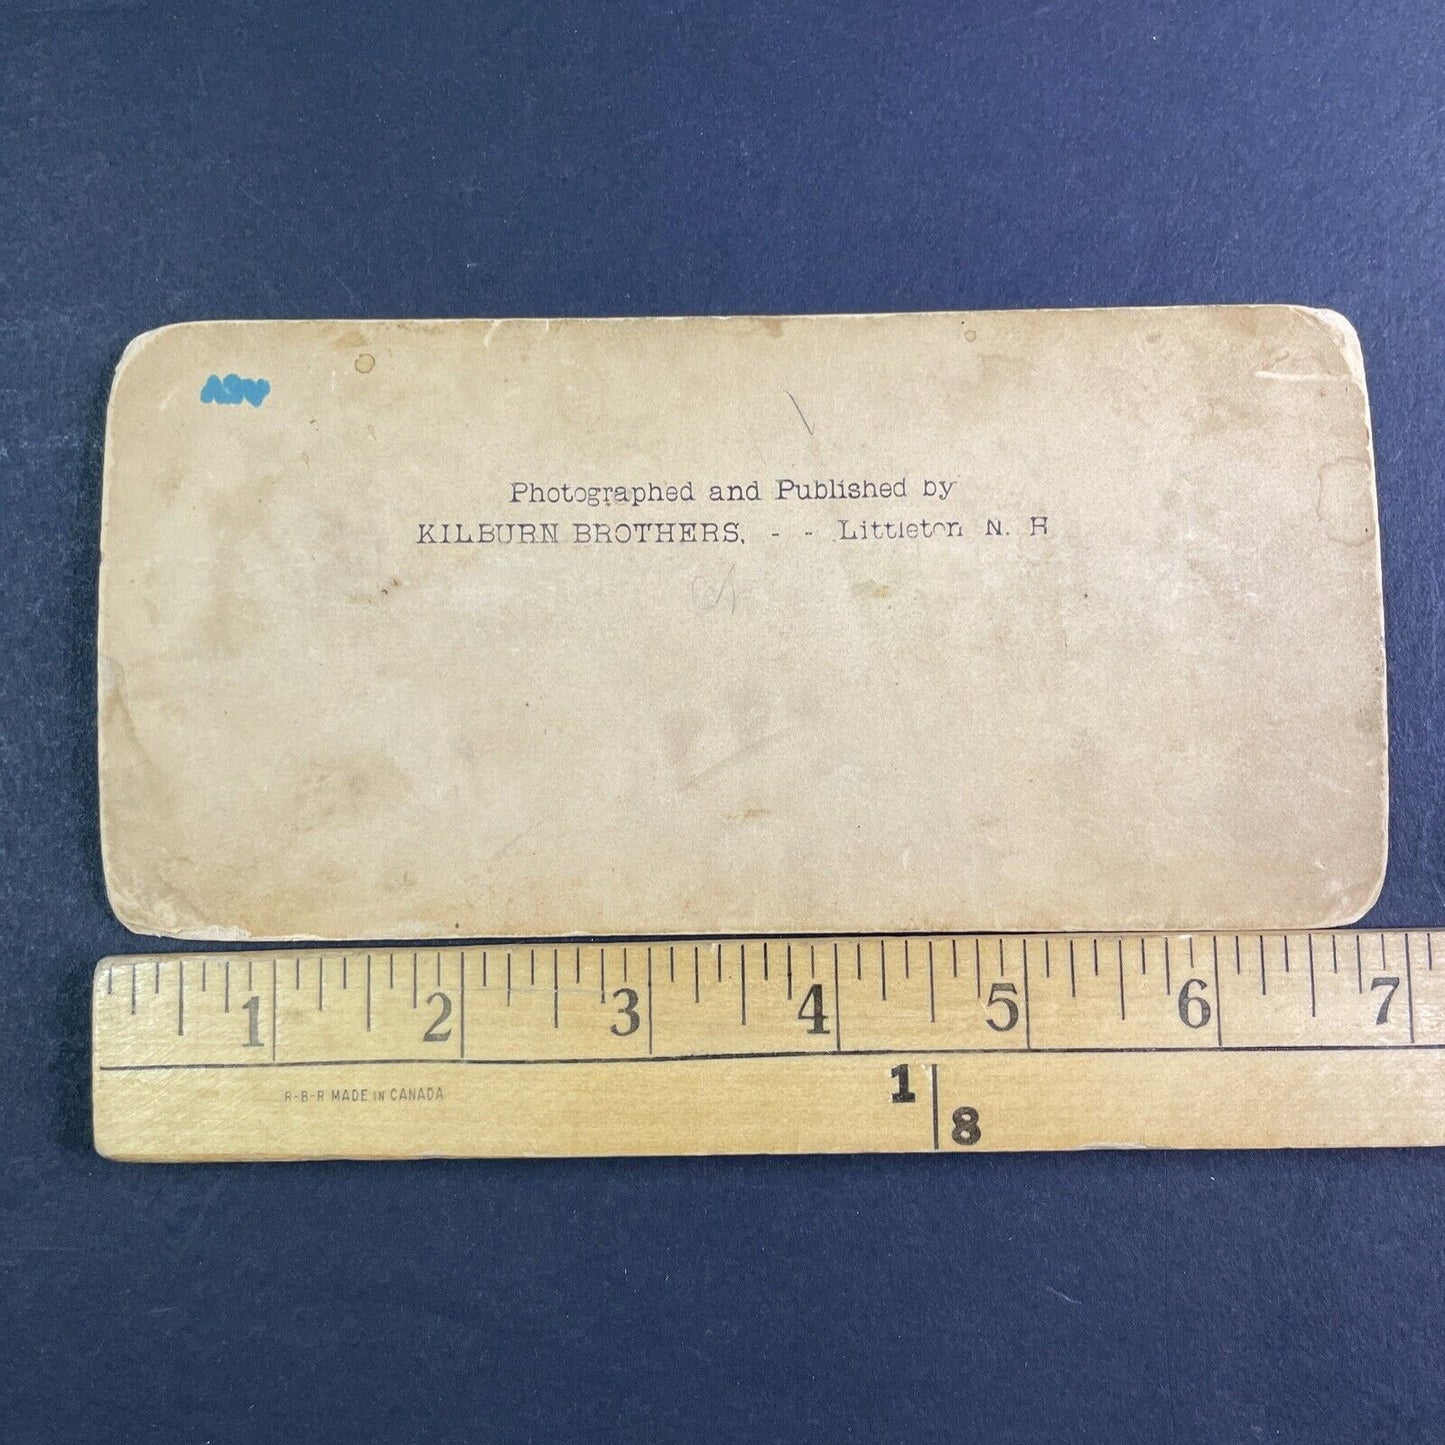 Photographed and Published by
KILBURN BROTHERS, - - Littleton N. H
1 2 3 4 5 6 7
R-B-R MADE IN CANADA
1
8